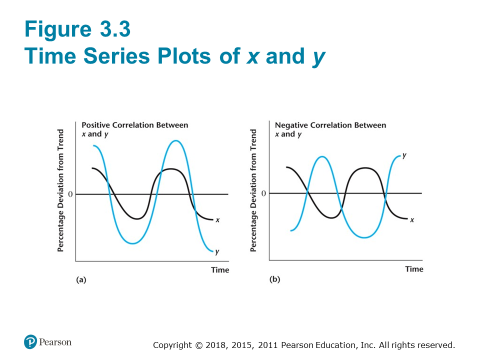 Figure 3.3
Time Series Plots of x and y
Positive Correlation Between
x and y
Percentage Deviation from Trend
0
x
y
Time
(a)
Negative Correlation Between
x and y
Percentage Deviation from Trend
0
y
x
Time
(b)
Pearson
Copyright © 2018, 2015, 2011 Pearson Education, Inc. All rights reserved.